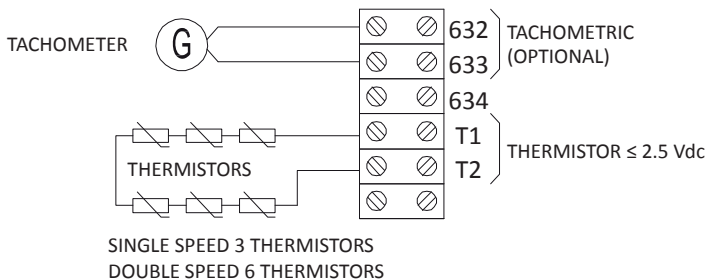 TACHOMETER
G
632
633
TACHOMETRIC
(OPTIONAL)
634
T1
T2
THERMISTOR ≤ 2.5 Vdc
THERMISTORS
SINGLE SPEED 3 THERMISTORS
DOUBLE SPEED 6 THERMISTORS